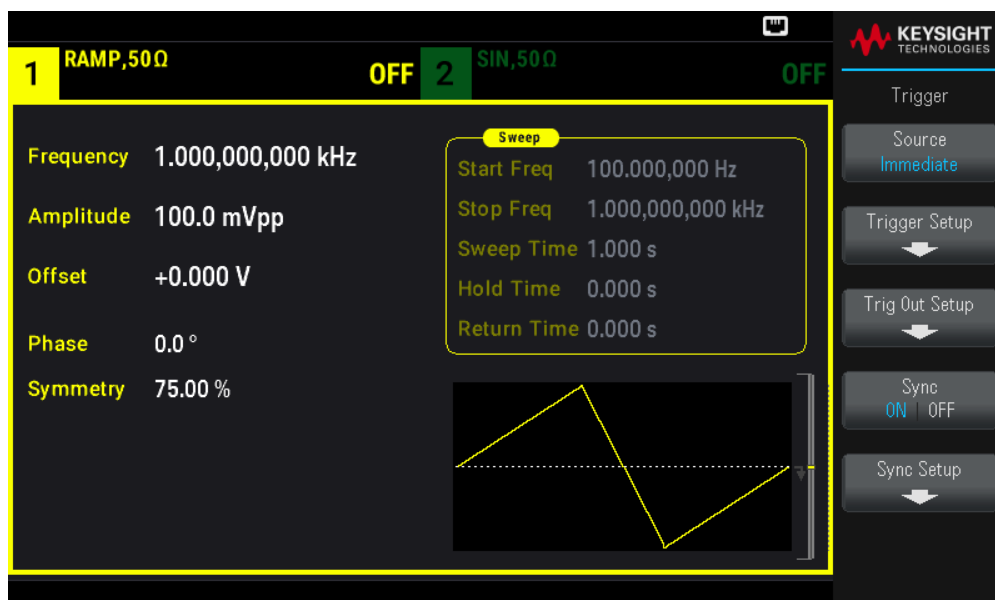 KEYSIGHT
TECHNOLOGIES
1 RAMP,50Ω OFF
2 SIN,50Ω OFF
Frequency 1.000,000,000 kHz
Amplitude 100.0 mVpp
Offset +0.000 V
Phase 0.0 °
Symmetry 75.00 %
Sweep
Start Freq 100.000,000 Hz
Stop Freq 1.000,000,000 kHz
Sweep Time 1.000 s
Hold Time 0.000 s
Return Time 0.000 s
Trigger
Source
Immediate
Trigger Setup
Trig Out Setup
Sync
ON | OFF
Sync Setup